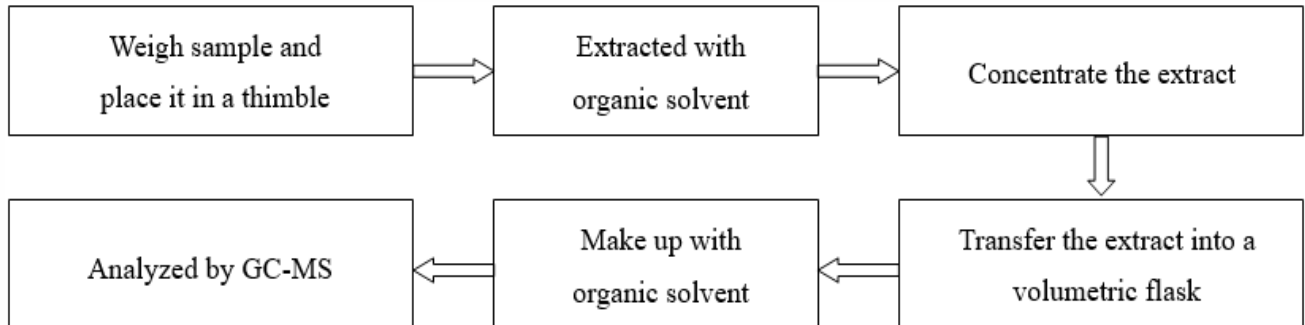 Weigh sample and
place it in a thimble
Extracted with
organic solvent
Concentrate the extract
Transfer the extract into a
volumetric flask
Make up with
organic solvent
Analyzed by GC-MS